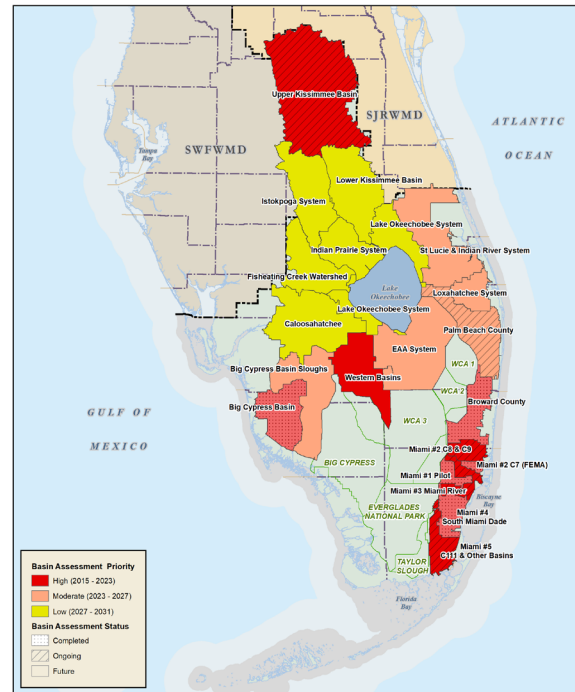 Upper Kissimmee Basin
SJRWMD
ATLANTIC
OCEAN
SWFWMD
Tampa
Bay
Lower Kissimmee Basin
Istokpoga System
Lake Okeechobee System
Indian Prairie System
St Lucie & Indian River System
Fisheating Creek Watershed
Lake
Okeechobee
Loxahatchee System
Lake Okeechobee System
Caloosahatchee
Palm Beach County
EAA System
WCA 1
Big Cypress Basin Sloughs
Western Basins
WCA 2
Big Cypress Basin
Broward County
GULF OF
MEXICO
WCA 3
Miami #2 C8 & C9
BIG CYPRESS
Miami #2 C7 (FEMA)
Miami #1 Pilot
Miami #3 Miami River
Biscayne
Bay
EVERGLADES
NATIONAL PARK
Miami #4
South Miami Dade
Miami #5
C111 & Other Basins
TAYLOR
SLOUGH
Florida
Bay
Basin Assessment Priority
High (2015 - 2023)
Moderate (2023 - 2027)
Low (2027 - 2031)
Basin Assessment Status
Completed
Ongoing
Future